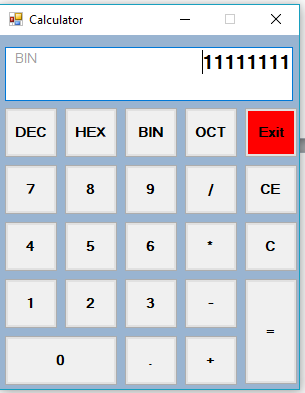 Calculator
BIN 11111111
DEC HEX BIN OCT Exit
7 8 9 / CE
4 5 6 * C
1 2 3 -
=
0 . +